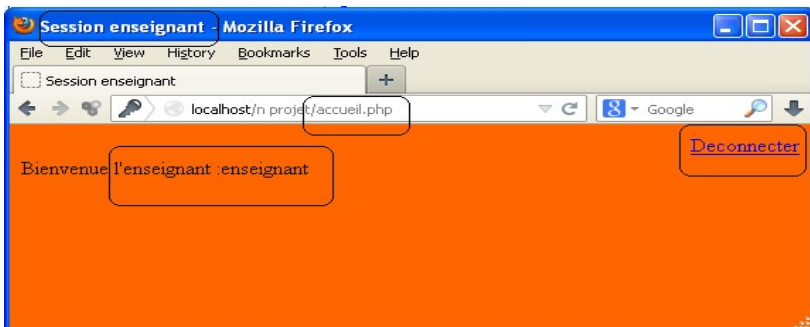 Session enseignant - Mozilla Firefox
File Edit View History Bookmarks Tools Help
Session enseignant +
localhost/n projet/accueil.php 8 Google
Deconnecter
Bienvenue l'enseignant :enseignant